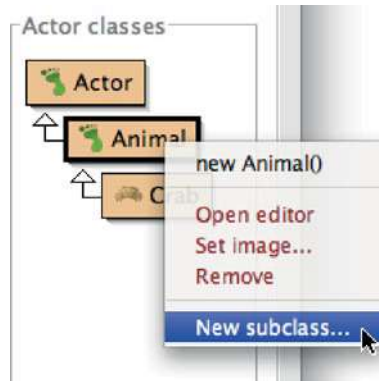 Actor classes
Actor
Animal
new Animal()
Crab
Open editor
Set image...
Remove
New subclass...